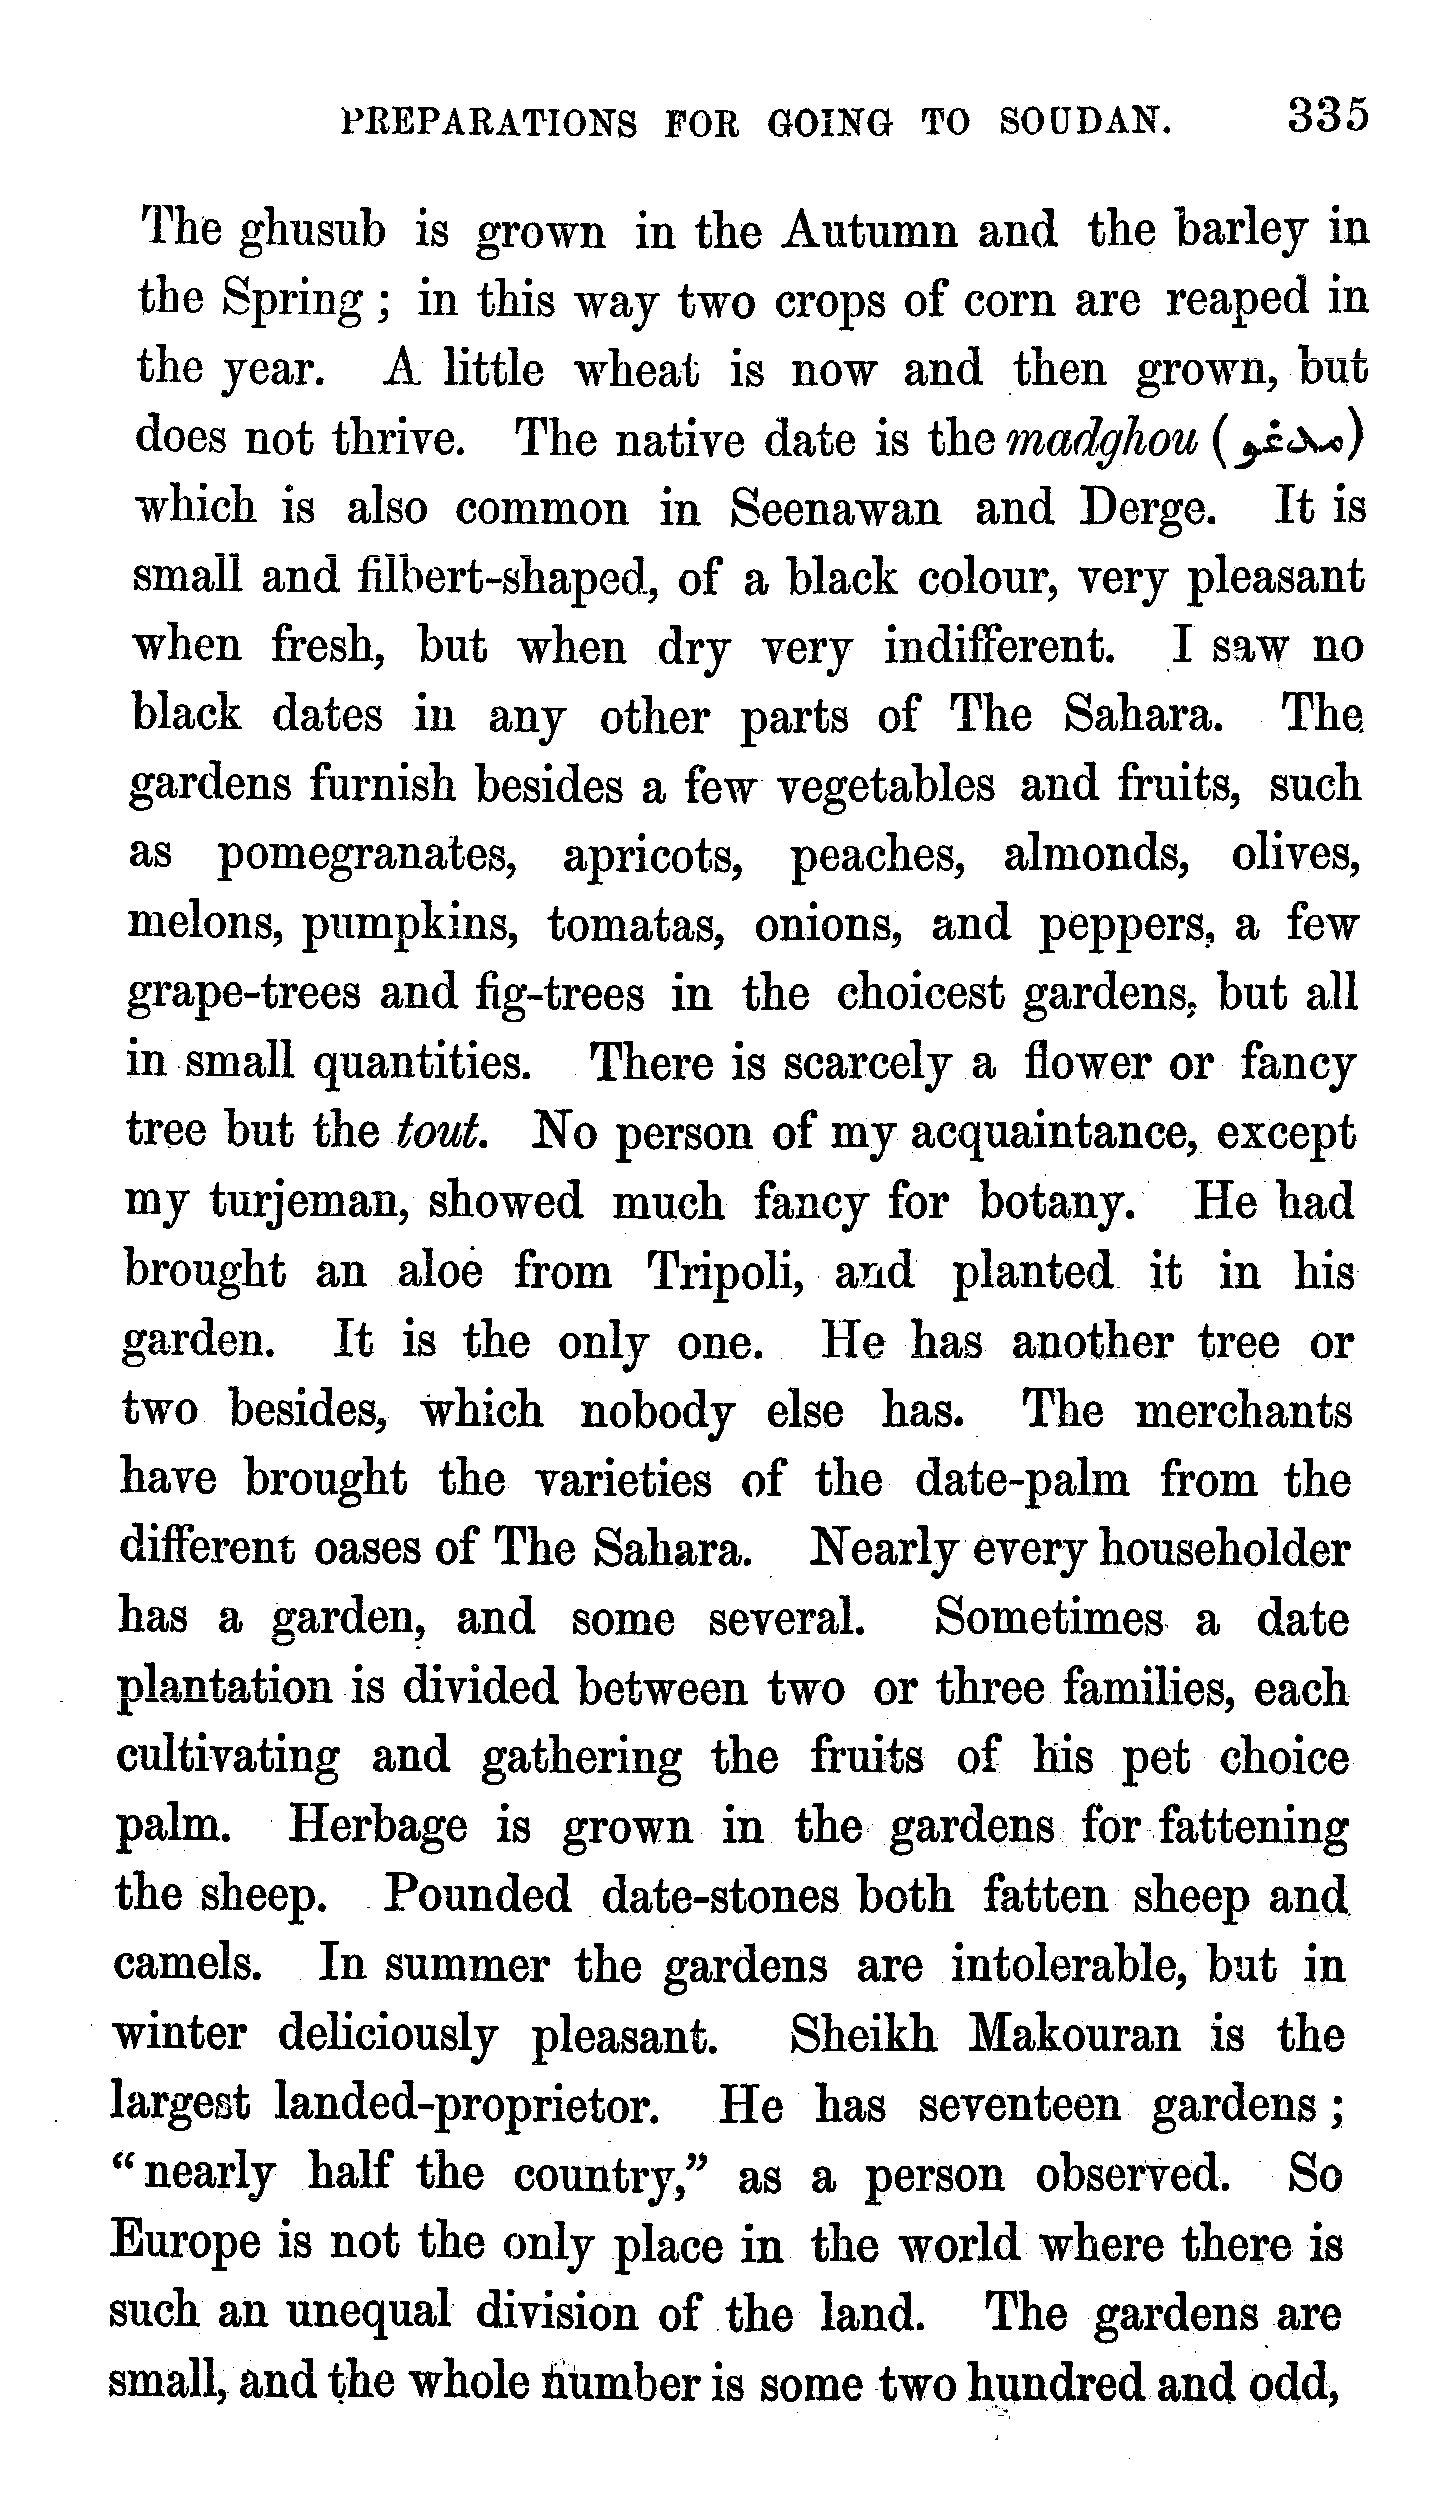 PREPARATIONS FOR GOING TO SOUDAN. 335
The ghusub is grown in the Autumn and the barley in
the Spring ; in this way two crops of corn are reaped in
the year. A little wheat is now and then grown, but
does not thrive. The native date is the madghou (مدغو)
which is also common in Seenawan and Derge. It is
small and filbert-shaped, of a black colour, very pleasant
when fresh, but when dry very indifferent. I saw no
black dates in any other parts of The Sahara. The
gardens furnish besides a few vegetables and fruits, such
as pomegranates, apricots, peaches, almonds, olives,
melons, pumpkins, tomatas, onions, and peppers, a few
grape-trees and fig-trees in the choicest gardens, but all
in small quantities. There is scarcely a flower or fancy
tree but the tout. No person of my acquaintance, except
my turjeman, showed much fancy for botany. He had
brought an aloe from Tripoli, and planted it in his
garden. It is the only one. He has another tree or
two besides, which nobody else has. The merchants
have brought the varieties of the date-palm from the
different oases of The Sahara. Nearly every householder
has a garden, and some several. Sometimes a date
plantation is divided between two or three families, each
cultivating and gathering the fruits of his pet choice
palm. Herbage is grown in the gardens for fattening
the sheep. Pounded date-stones both fatten sheep and
camels. In summer the gardens are intolerable, but in
winter deliciously pleasant. Sheikh Makouran is the
largest landed-proprietor. He has seventeen gardens ;
“nearly half the country,” as a person observed. So
Europe is not the only place in the world where there is
such an unequal division of the land. The gardens are
small, and the whole number is some two hundred and odd,